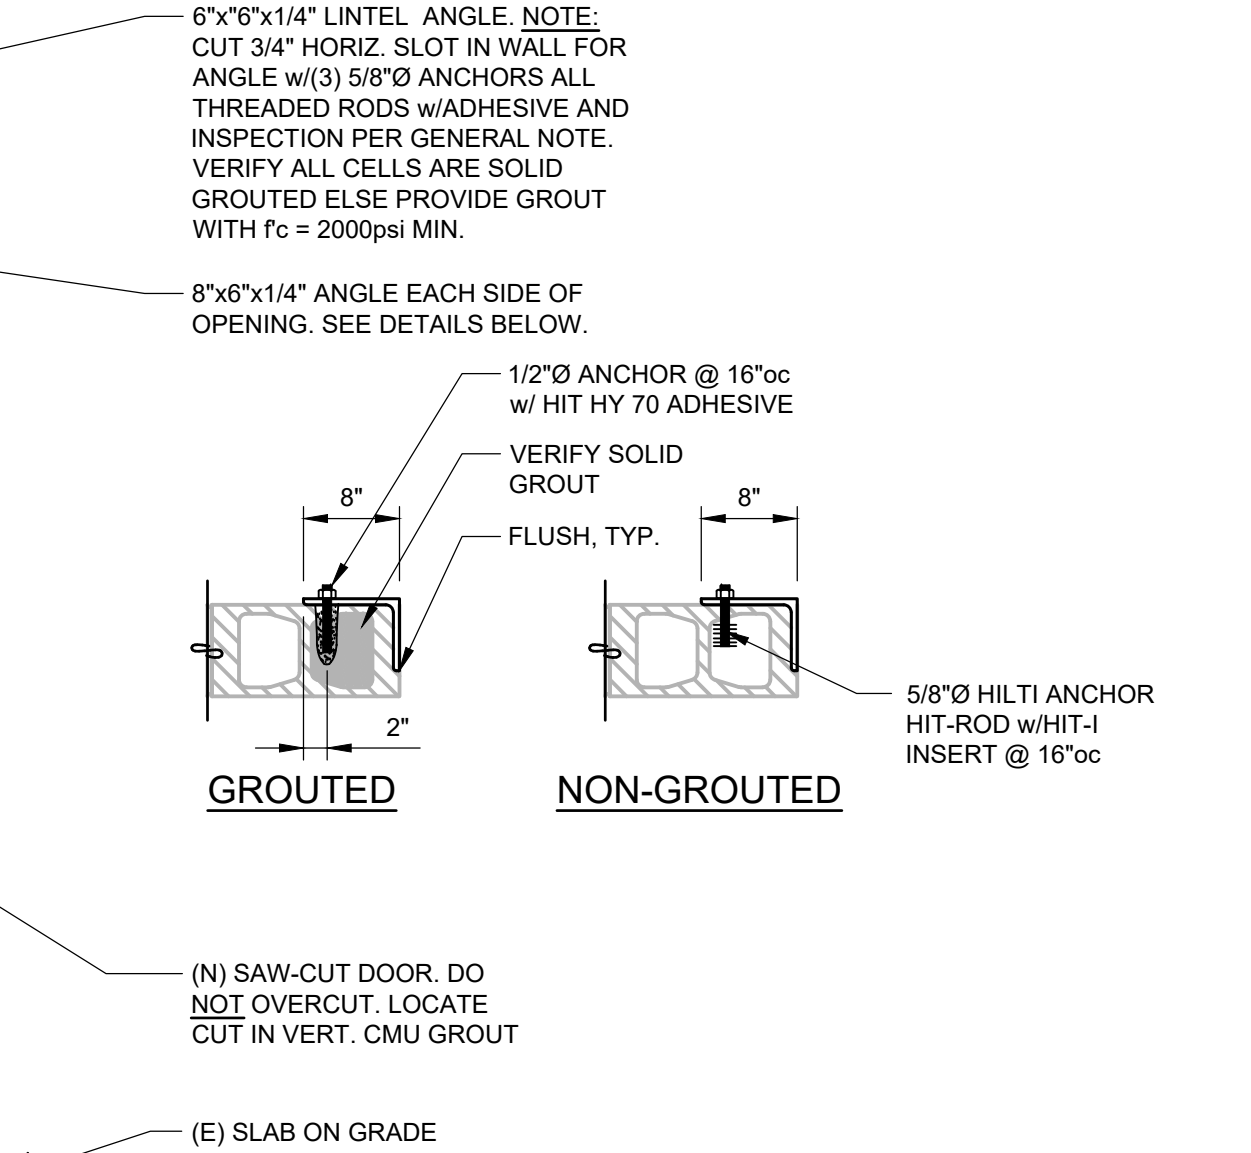 6"x"6"x1/4" LINTEL ANGLE. NOTE:
CUT 3/4" HORIZ. SLOT IN WALL FOR
ANGLE w/(3) 5/8"Ø ANCHORS ALL
THREADED RODS w/ADHESIVE AND
INSPECTION PER GENERAL NOTE.
VERIFY ALL CELLS ARE SOLID
GROUTED ELSE PROVIDE GROUT
WITH f'c = 2000psi MIN.
8"x6"x1/4" ANGLE EACH SIDE OF
OPENING. SEE DETAILS BELOW.
1/2"Ø ANCHOR @ 16"oc
w/ HIT HY 70 ADHESIVE
VERIFY SOLID
GROUT
FLUSH, TYP.
8"
8"
2"
5/8"Ø HILTI ANCHOR
HIT-ROD w/HIT-I
INSERT @ 16"oc
GROUTED
NON-GROUTED
(N) SAW-CUT DOOR. DO
NOT OVERCUT. LOCATE
CUT IN VERT. CMU GROUT
(E) SLAB ON GRADE